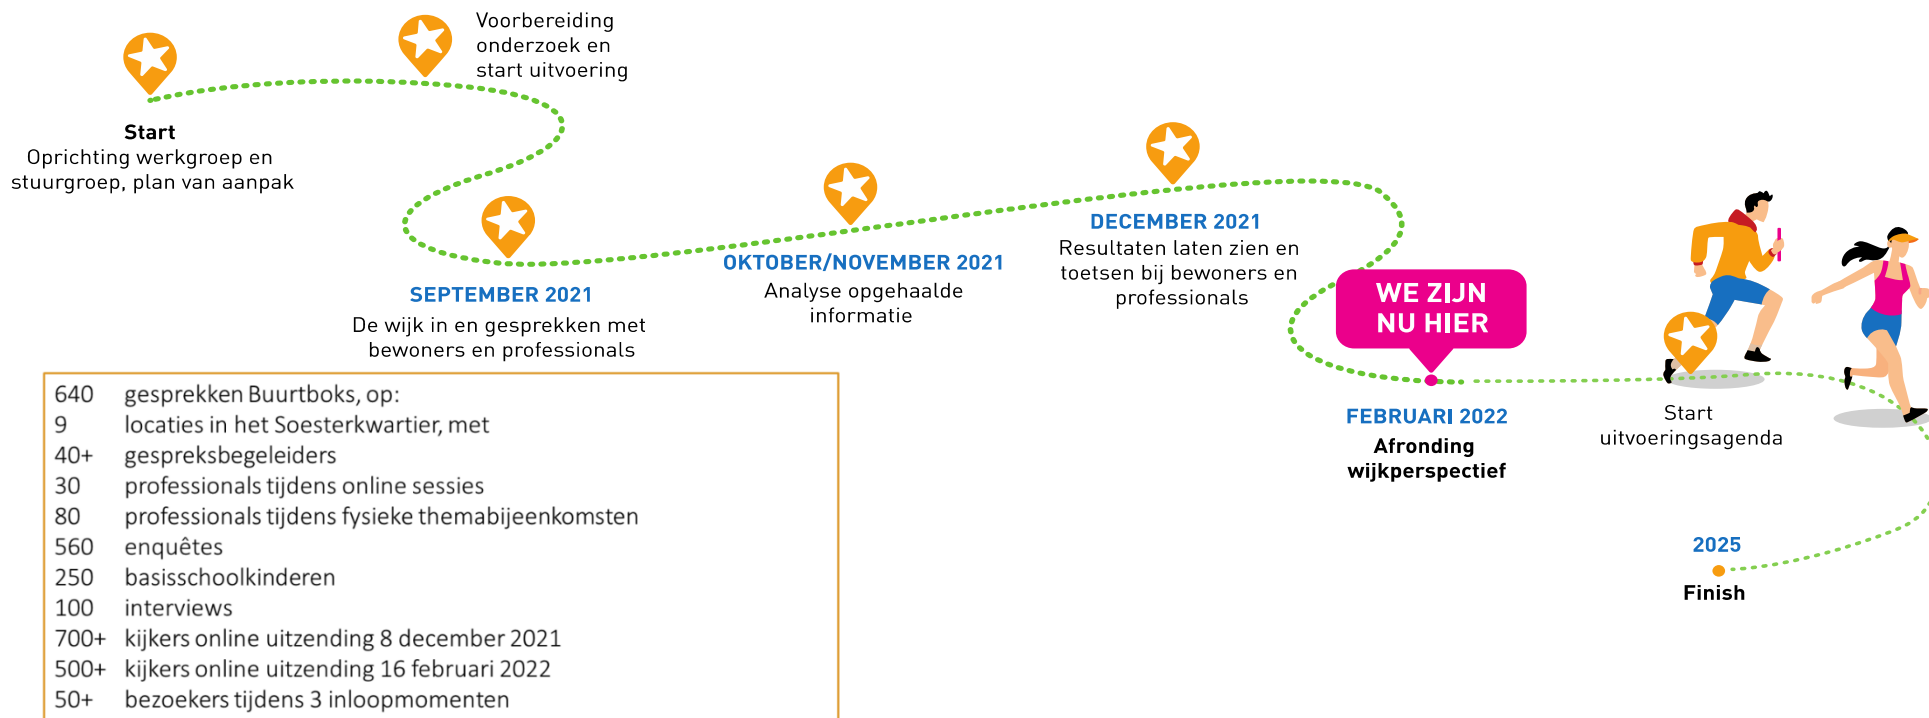 Start
Oprichting werkgroep en
stuurgroep, plan van aanpak
Voorbereiding
onderzoek en
start uitvoering
SEPTEMBER 2021
De wijk in en gesprekken met
bewoners en professionals
OKTOBER/NOVEMBER 2021
Analyse opgehaalde
informatie
DECEMBER 2021
Resultaten laten zien en
toetsen bij bewoners en
professionals
WE ZIJN
NU HIER
FEBRUARI 2022
Afronding
wijkperspectief
Start
uitvoeringsagenda
2025
Finish
640 gesprekken Buurtboks, op:
9 locaties in het Soesterkwartier, met
40+ gespreksbegeleiders
30 professionals tijdens online sessies
80 professionals tijdens fysieke themabijeenkomsten
560 enquêtes
250 basisschoolkinderen
100 interviews
700+ kijkers online uitzending 8 december 2021
500+ kijkers online uitzending 16 februari 2022
50+ bezoekers tijdens 3 inloopmomenten